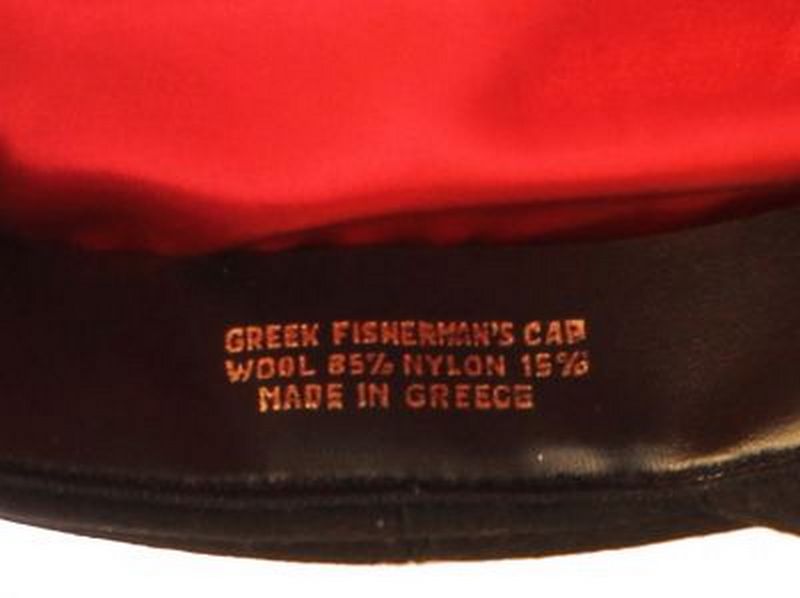 GREEK FISHERMAN'S CAP
WOOL 85% NYLON 15%
MADE IN GREECE